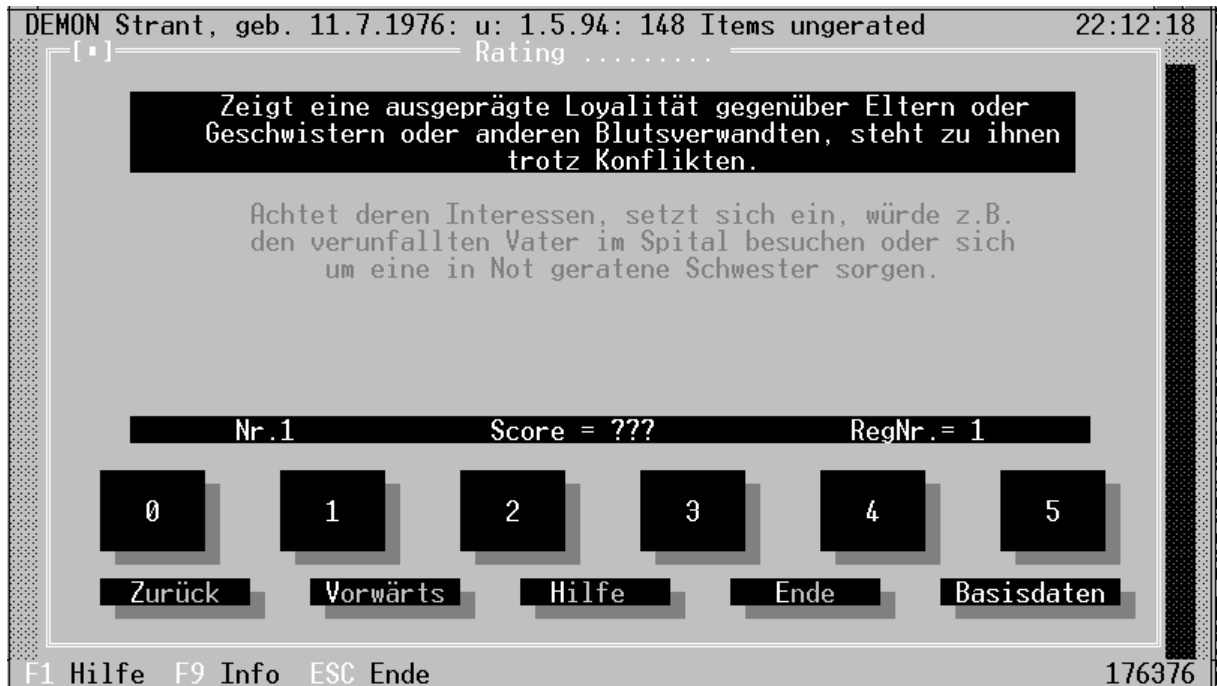 DEMON Strant, geb. 11.7.1976: u: 1.5.94: 148 Items ungerated 22:12:18
[▪] Rating .........
Zeigt eine ausgeprägte Loyalität gegenüber Eltern oder
Geschwistern oder anderen Blutsverwandten, steht zu ihnen
trotz Konflikten.
Achtet deren Interessen, setzt sich ein, würde z.B.
den verunfallten Vater im Spital besuchen oder sich
um eine in Not geratene Schwester sorgen.
Nr.1 Score = ??? RegNr.= 1
0 1 2 3 4 5
Zurück Vorwärts Hilfe Ende Basisdaten
F1 Hilfe F9 Info ESC Ende 176376